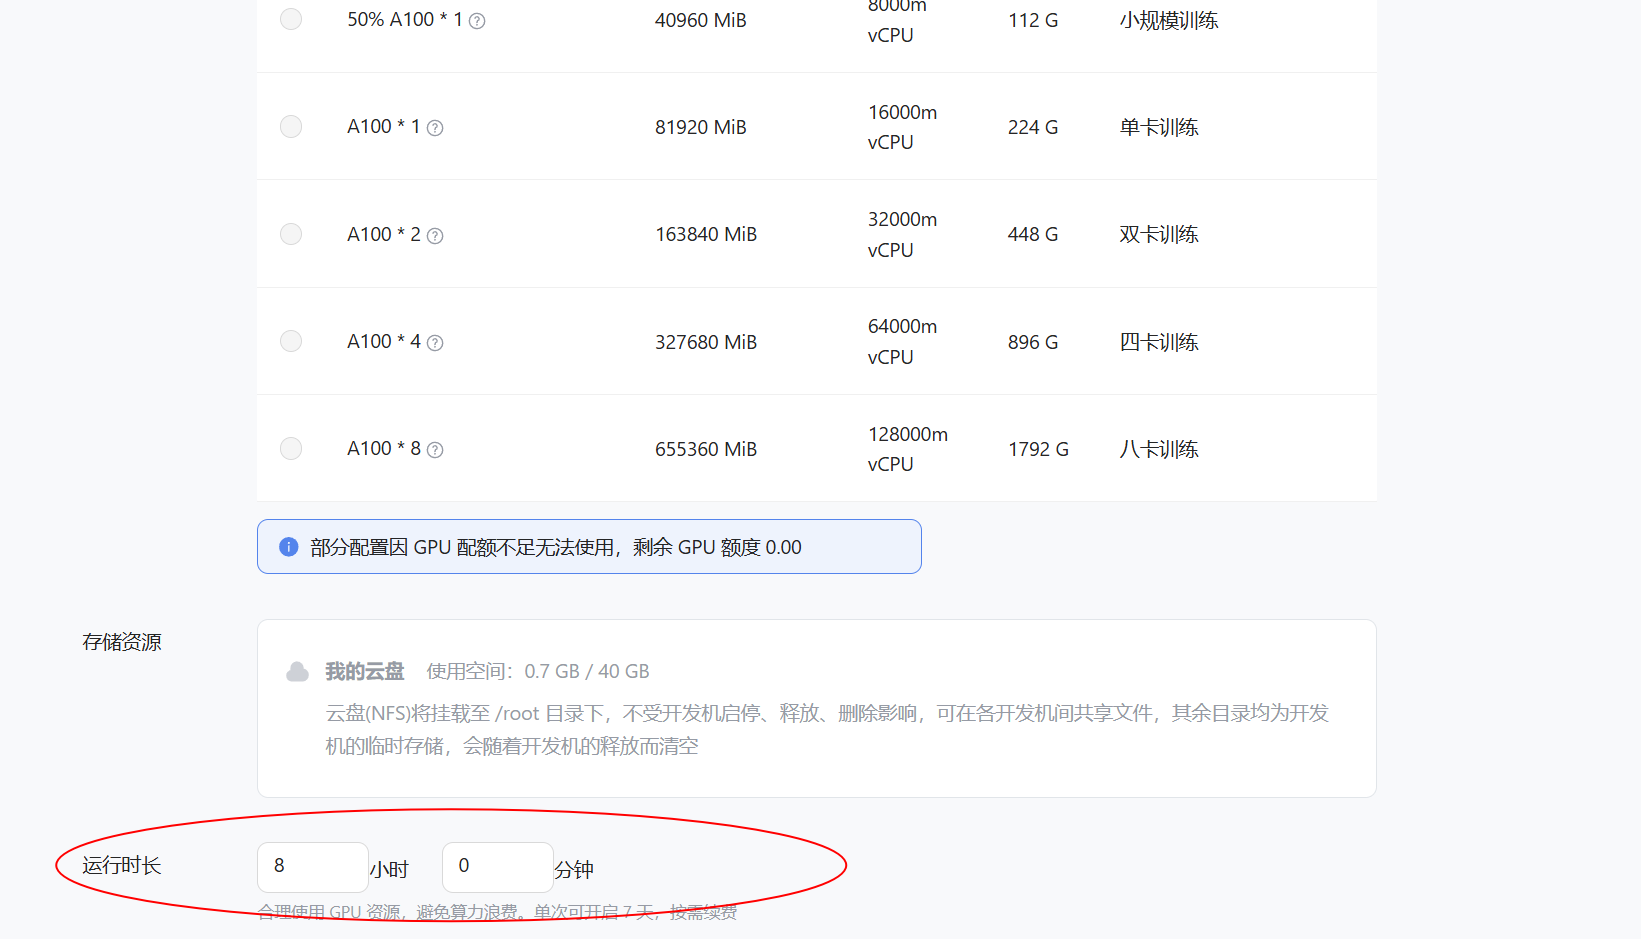 50% A100 * 1 ? 40960 MiB 8000m vCPU 112 G 小规模训练
A100 * 1 ? 81920 MiB 16000m vCPU 224 G 单卡训练
A100 * 2 ? 163840 MiB 32000m vCPU 448 G 双卡训练
A100 * 4 ? 327680 MiB 64000m vCPU 896 G 四卡训练
A100 * 8 ? 655360 MiB 128000m vCPU 1792 G 八卡训练
部分配置因 GPU 配额不足无法使用，剩余 GPU 额度 0.00
存储资源
我的云盘 使用空间：0.7 GB / 40 GB
云盘(NFS)将挂载至 /root 目录下，不受开发机启停、释放、删除影响，可在各开发机间共享文件，其余目录均为开发
机的临时存储，会随着开发机的释放而清空
运行时长 8 小时 0 分钟
合理使用 GPU 资源，避免算力浪费。单次可开启 7 天，按需续费